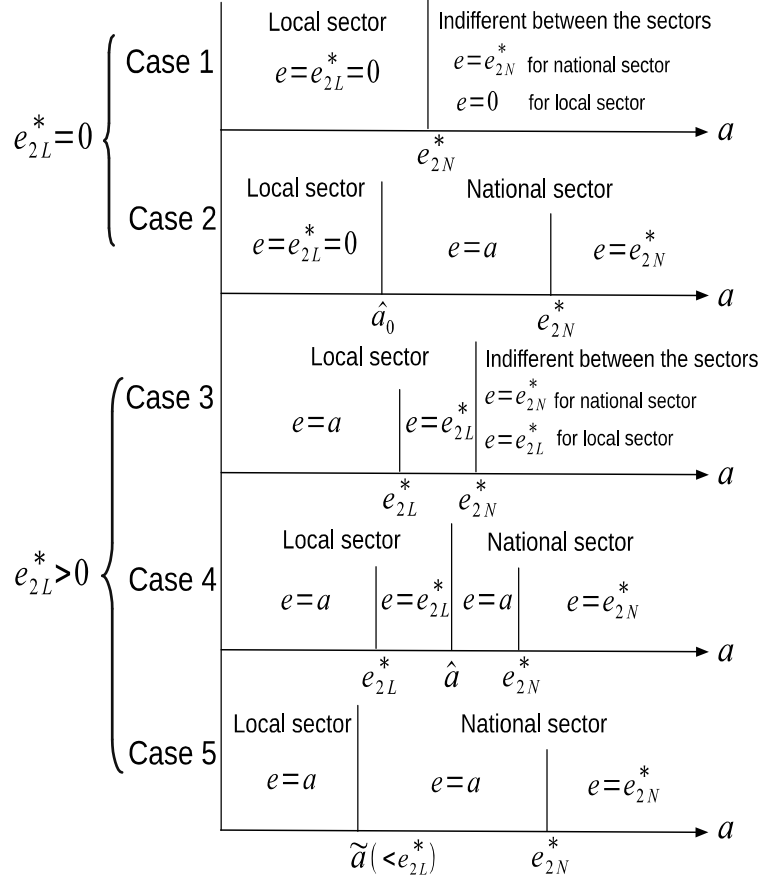 Local sector
Indifferent between the sectors
Case 1
e=e*₂L=0
e=e*₂N for national sector
e=0 for local sector
e*₂L=0
a
e*₂N
Local sector
National sector
Case 2
e=e*₂L=0
e=a
e=e*₂N
a
â₀
e*₂N
Local sector
Indifferent between the sectors
Case 3
e=a
e=e*₂L
e=e*₂N for national sector
e=e*₂L for local sector
a
e*₂L
e*₂N
e*₂L>0
Local sector
National sector
Case 4
e=a
e=e*₂L
e=a
e=e*₂N
a
e*₂L
â
e*₂N
Local sector
National sector
Case 5
e=a
e=a
e=e*₂N
a
ã(<e*₂L)
e*₂N